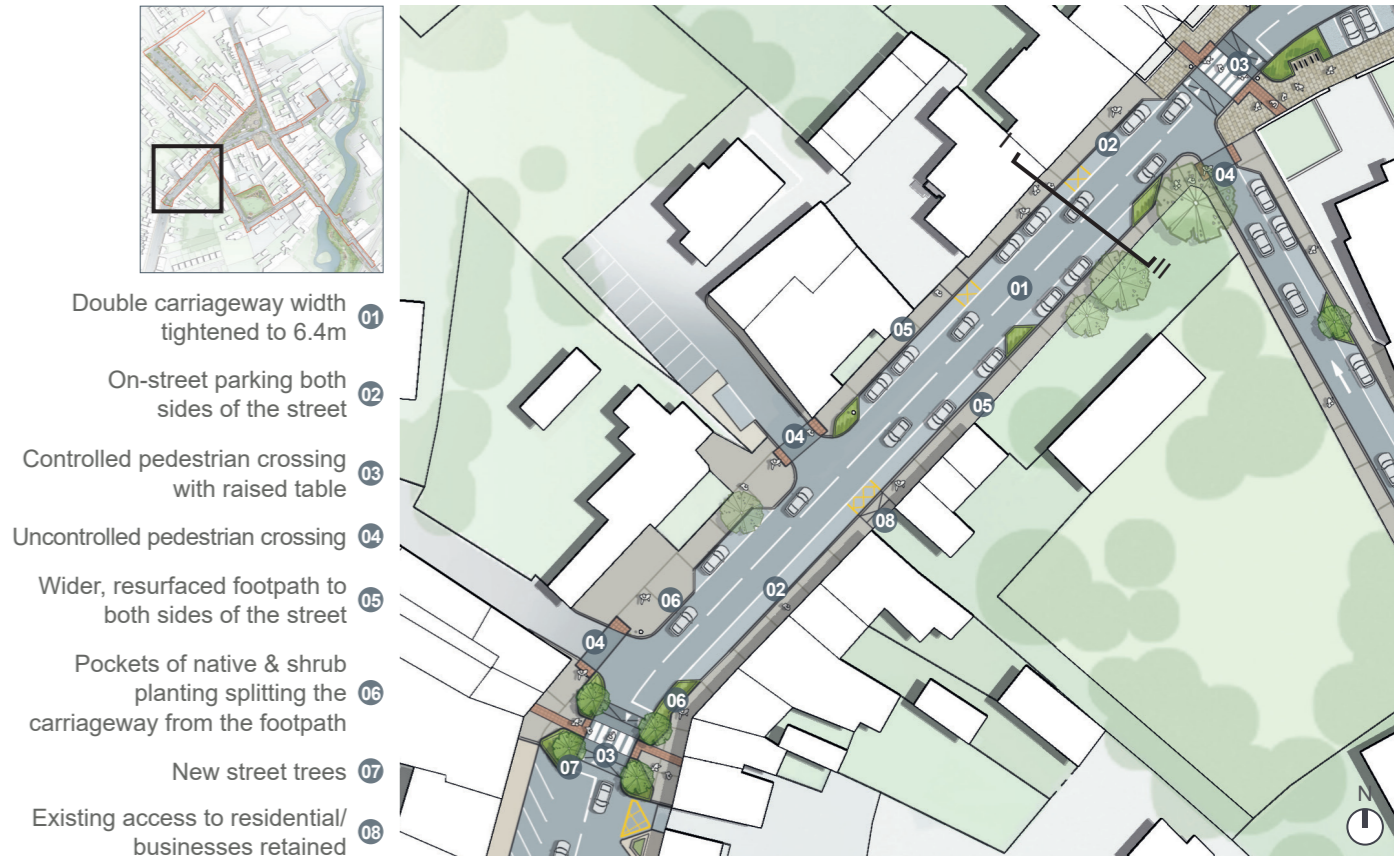 Double carriageway width
tightened to 6.4m
01
On-street parking both
sides of the street
02
Controlled pedestrian crossing
with raised table
03
Uncontrolled pedestrian crossing
04
Wider, resurfaced footpath to
both sides of the street
05
Pockets of native & shrub
planting splitting the
carriageway from the footpath
06
New street trees
07
Existing access to residential/
businesses retained
08
03
02
04
01
05
05
04
08
02
06
04
06
03
07
N